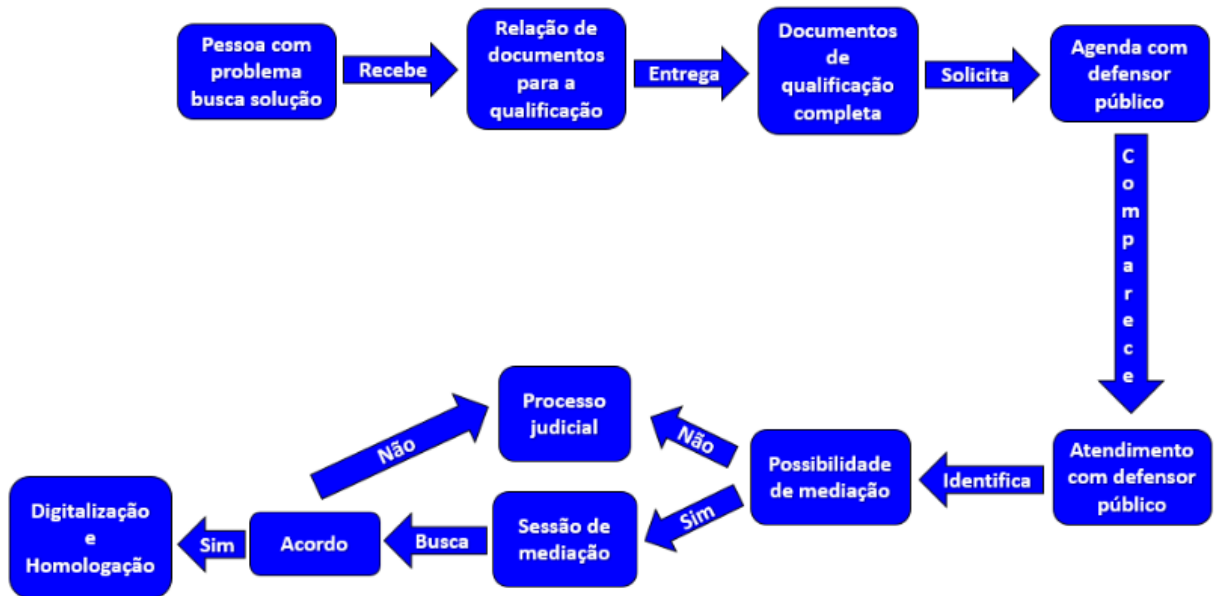 Pessoa com
problema
busca solução
Recebe
Relação de
documentos
para a
qualificação
Entrega
Documentos
de
qualificação
completa
Solicita
Agenda com
defensor
público
Comparece
Atendimento
com defensor
público
Identifica
Possibilidade
de mediação
Não
Processo
judicial
Sim
Sessão de
mediação
Busca
Acordo
Não
Sim
Digitalização
e
Homologação